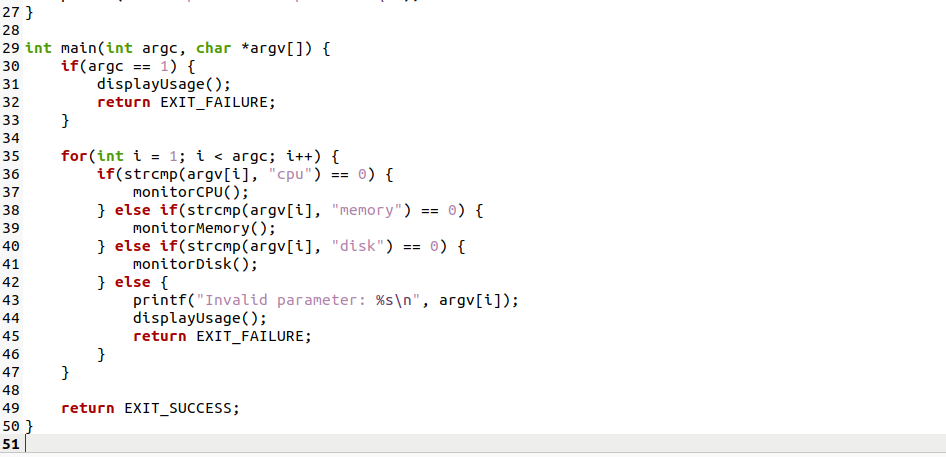 27 }
28
29 int main(int argc, char *argv[]) {
30     if(argc == 1) {
31         displayUsage();
32         return EXIT_FAILURE;
33     }
34
35     for(int i = 1; i < argc; i++) {
36         if(strcmp(argv[i], "cpu") == 0) {
37             monitorCPU();
38         } else if(strcmp(argv[i], "memory") == 0) {
39             monitorMemory();
40         } else if(strcmp(argv[i], "disk") == 0) {
41             monitorDisk();
42         } else {
43             printf("Invalid parameter: %s\n", argv[i]);
44             displayUsage();
45             return EXIT_FAILURE;
46         }
47     }
48
49     return EXIT_SUCCESS;
50 }
51